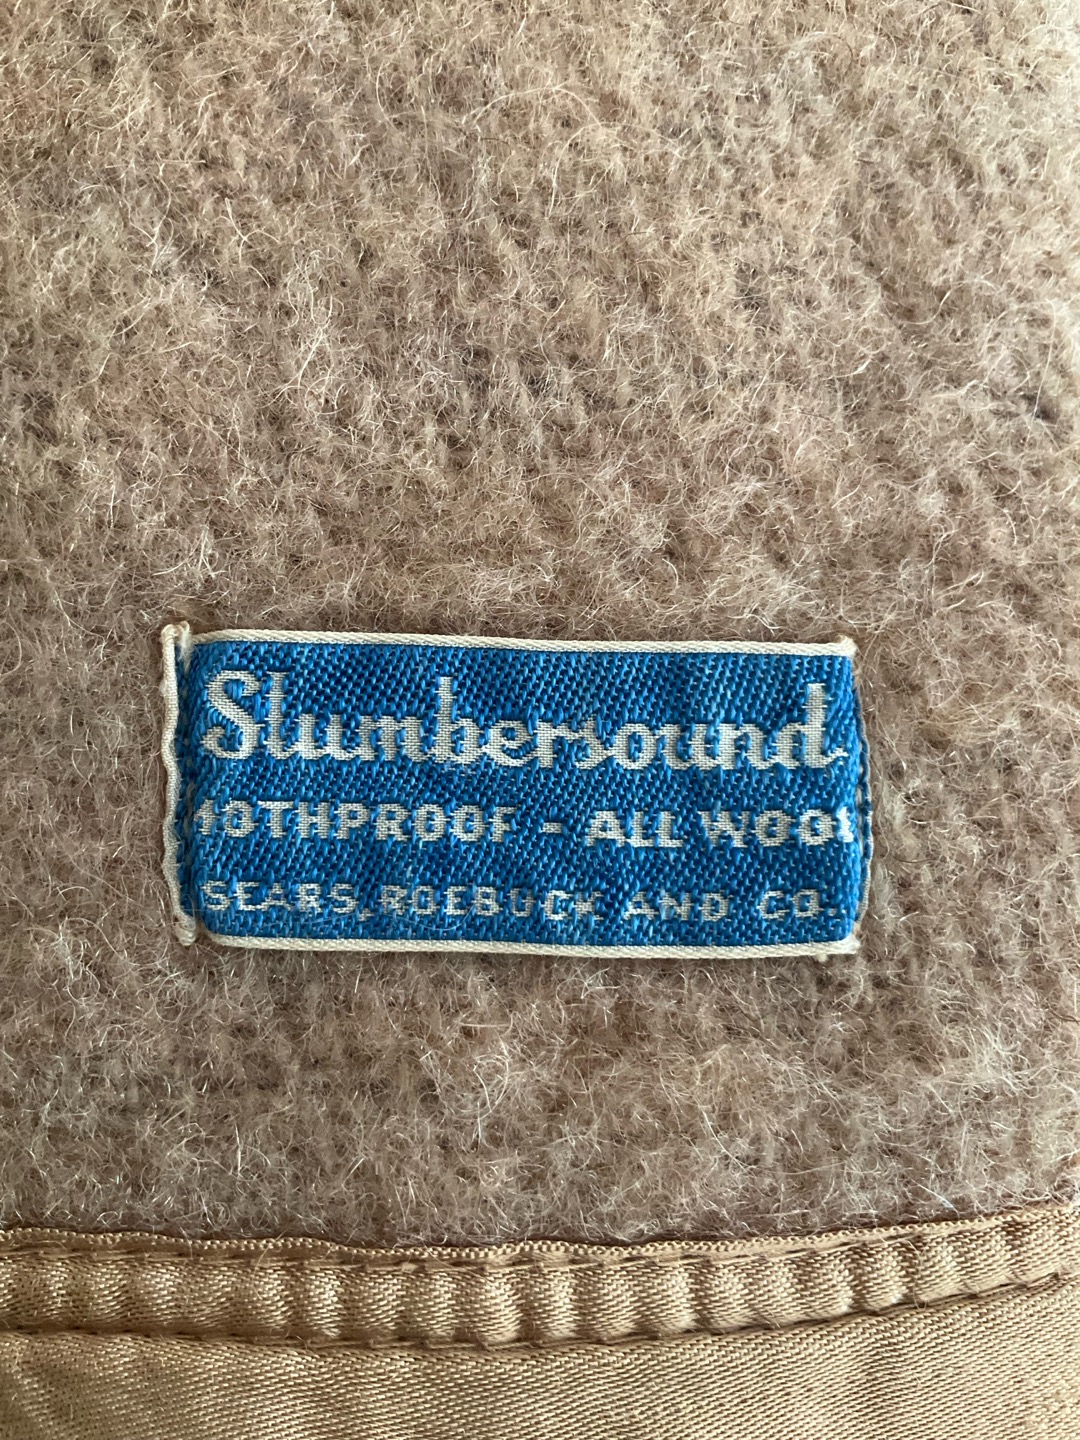 Slumbersound
MOTHPROOF - ALL WOOL
SEARS, ROEBUCK AND CO.